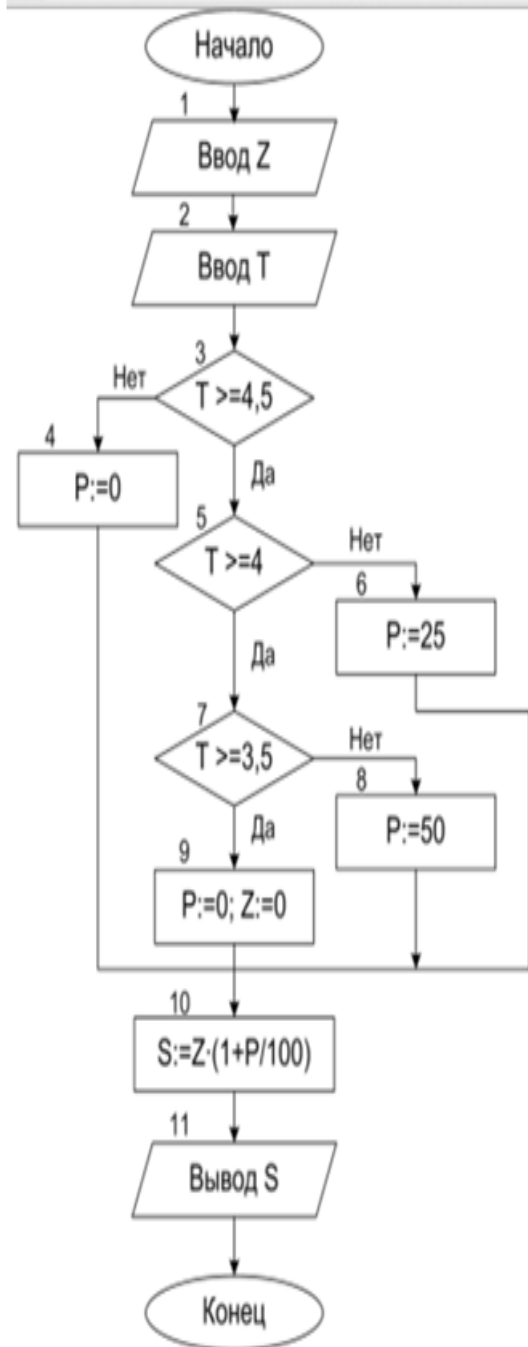 Начало
1
Ввод Z
2
Ввод T
3
Нет
T >=4,5
4
P:=0
Да
5
Нет
T >=4
6
P:=25
Да
7
Нет
T >=3,5
8
P:=50
Да
9
P:=0; Z:=0
10
S:=Z·(1+P/100)
11
Вывод S
Конец